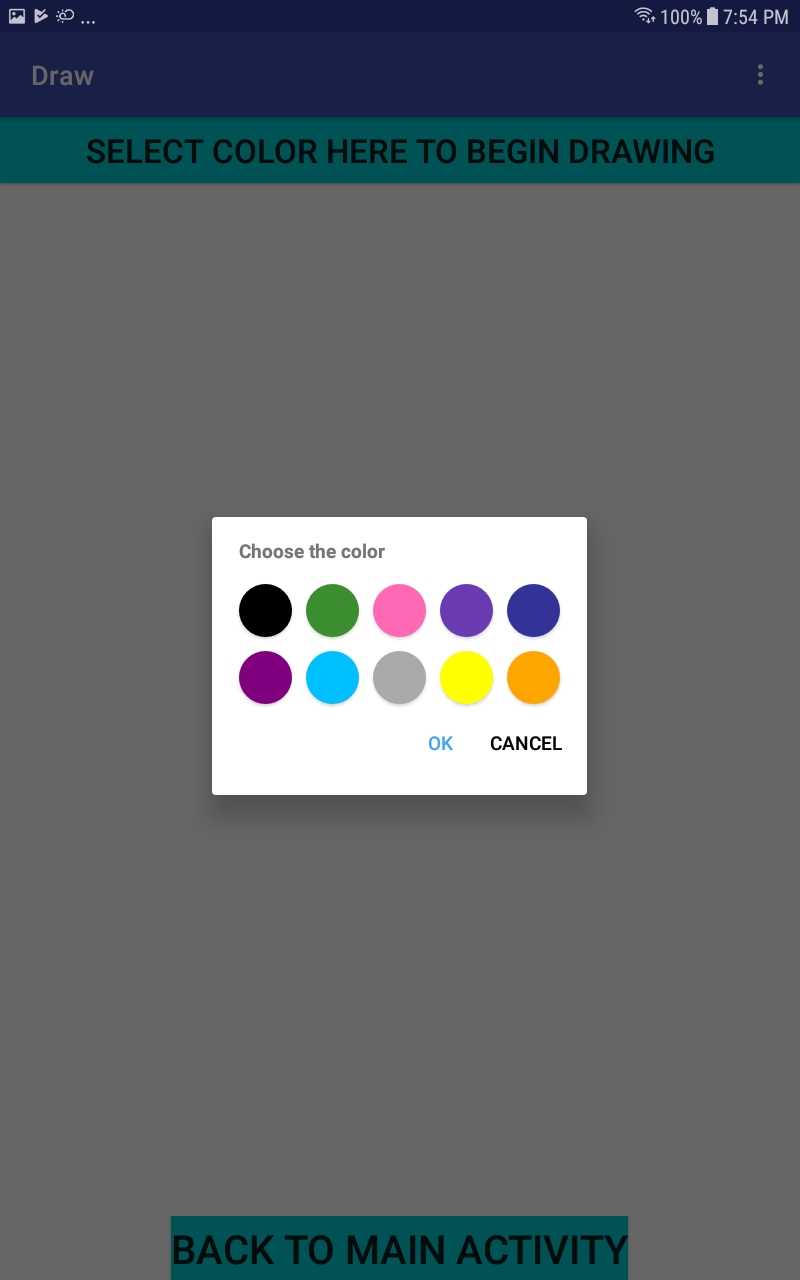 ... 100% 7:54 PM
Draw
SELECT COLOR HERE TO BEGIN DRAWING
Choose the color
OK CANCEL
BACK TO MAIN ACTIVITY